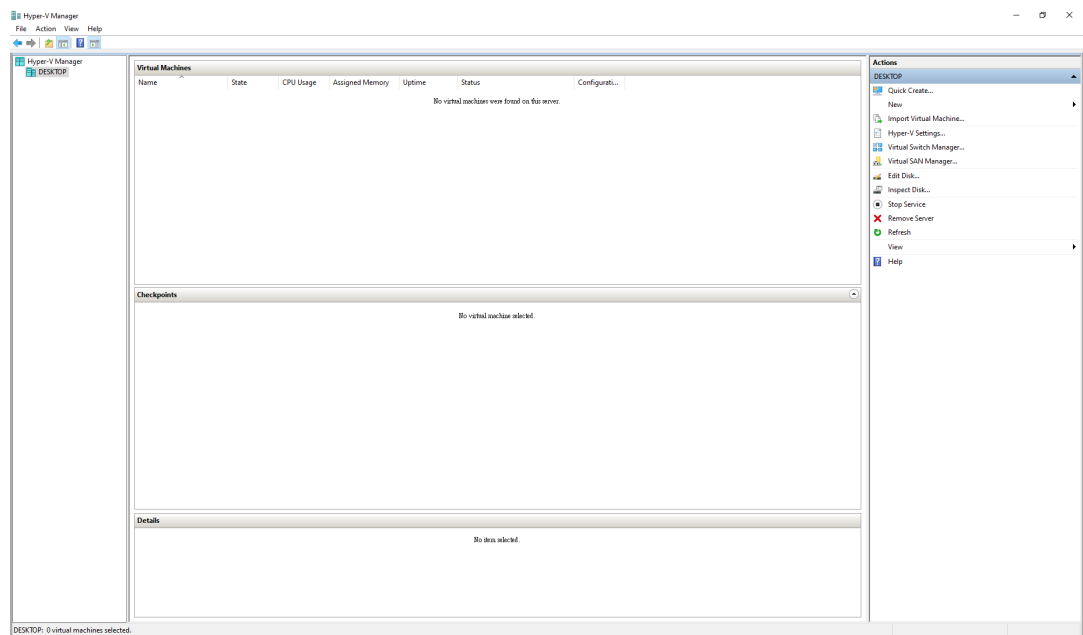 Hyper-V Manager
File Action View Help
Hyper-V Manager
DESKTOP
Virtual Machines
Name State CPU Usage Assigned Memory Uptime Status Configurati...
No virtual machines were found on this server.
Checkpoints
No virtual machine selected.
Details
No item selected.
Actions
DESKTOP
Quick Create...
New
Import Virtual Machine...
Hyper-V Settings...
Virtual Switch Manager...
Virtual SAN Manager...
Edit Disk...
Inspect Disk...
Stop Service
Remove Server
Refresh
View
Help
DESKTOP: 0 virtual machines selected.